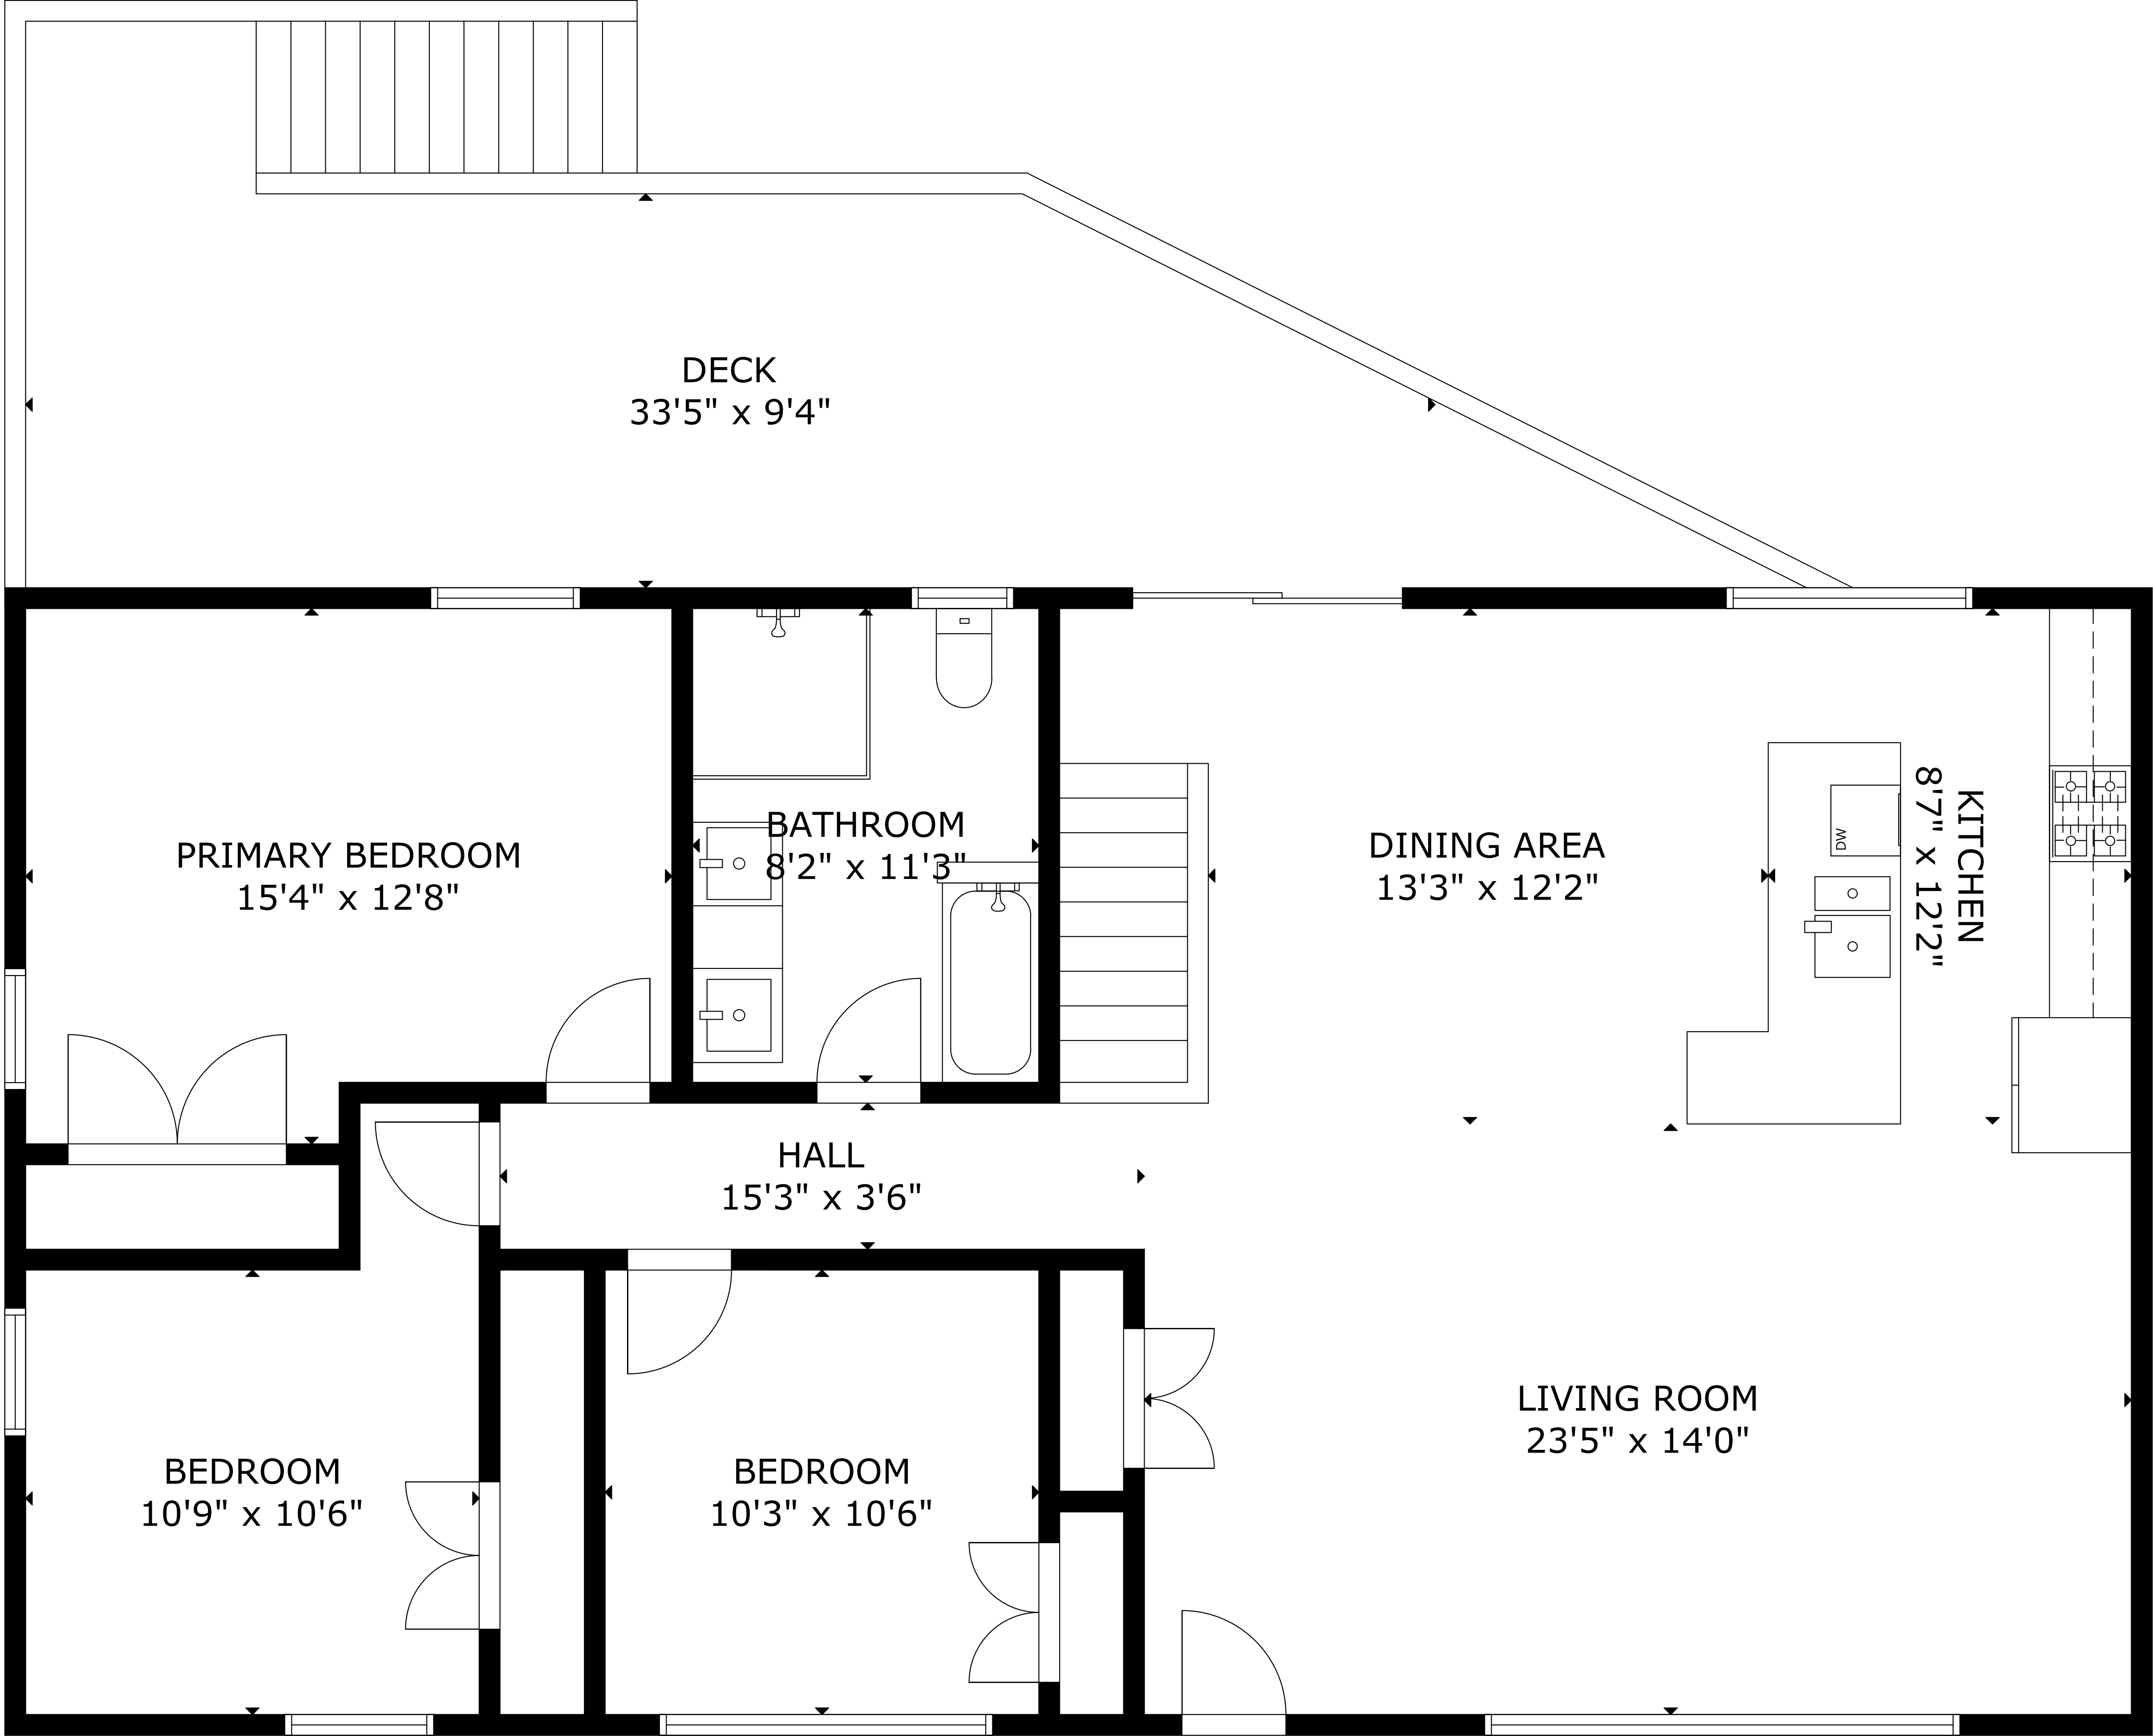 DECK
33'5" x 9'4"
PRIMARY BEDROOM
15'4" x 12'8"
BATHROOM
8'2" x 11'3"
DINING AREA
13'3" x 12'2"
DW
KITCHEN
8'7" x 12'2"
HALL
15'3" x 3'6"
LIVING ROOM
23'5" x 14'0"
BEDROOM
10'9" x 10'6"
BEDROOM
10'3" x 10'6"